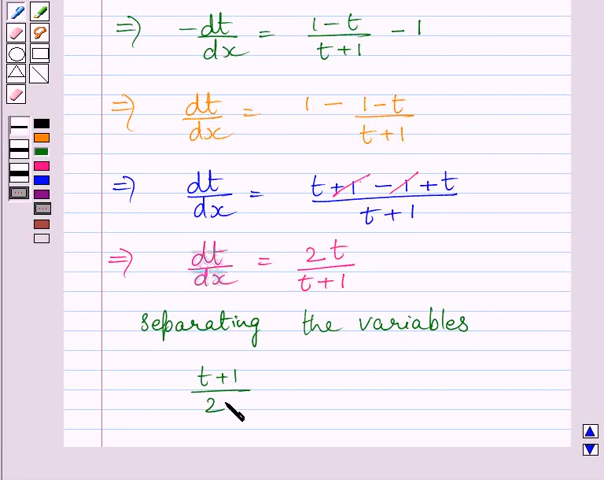 ⇒ -dt/dx = (1-t)/(t+1) - 1
⇒ dt/dx = 1 - (1-t)/(t+1)
⇒ dt/dx = (t+1-1+t)/(t+1)
⇒ dt/dx = 2t/(t+1)
separating the variables
(t+1)/2